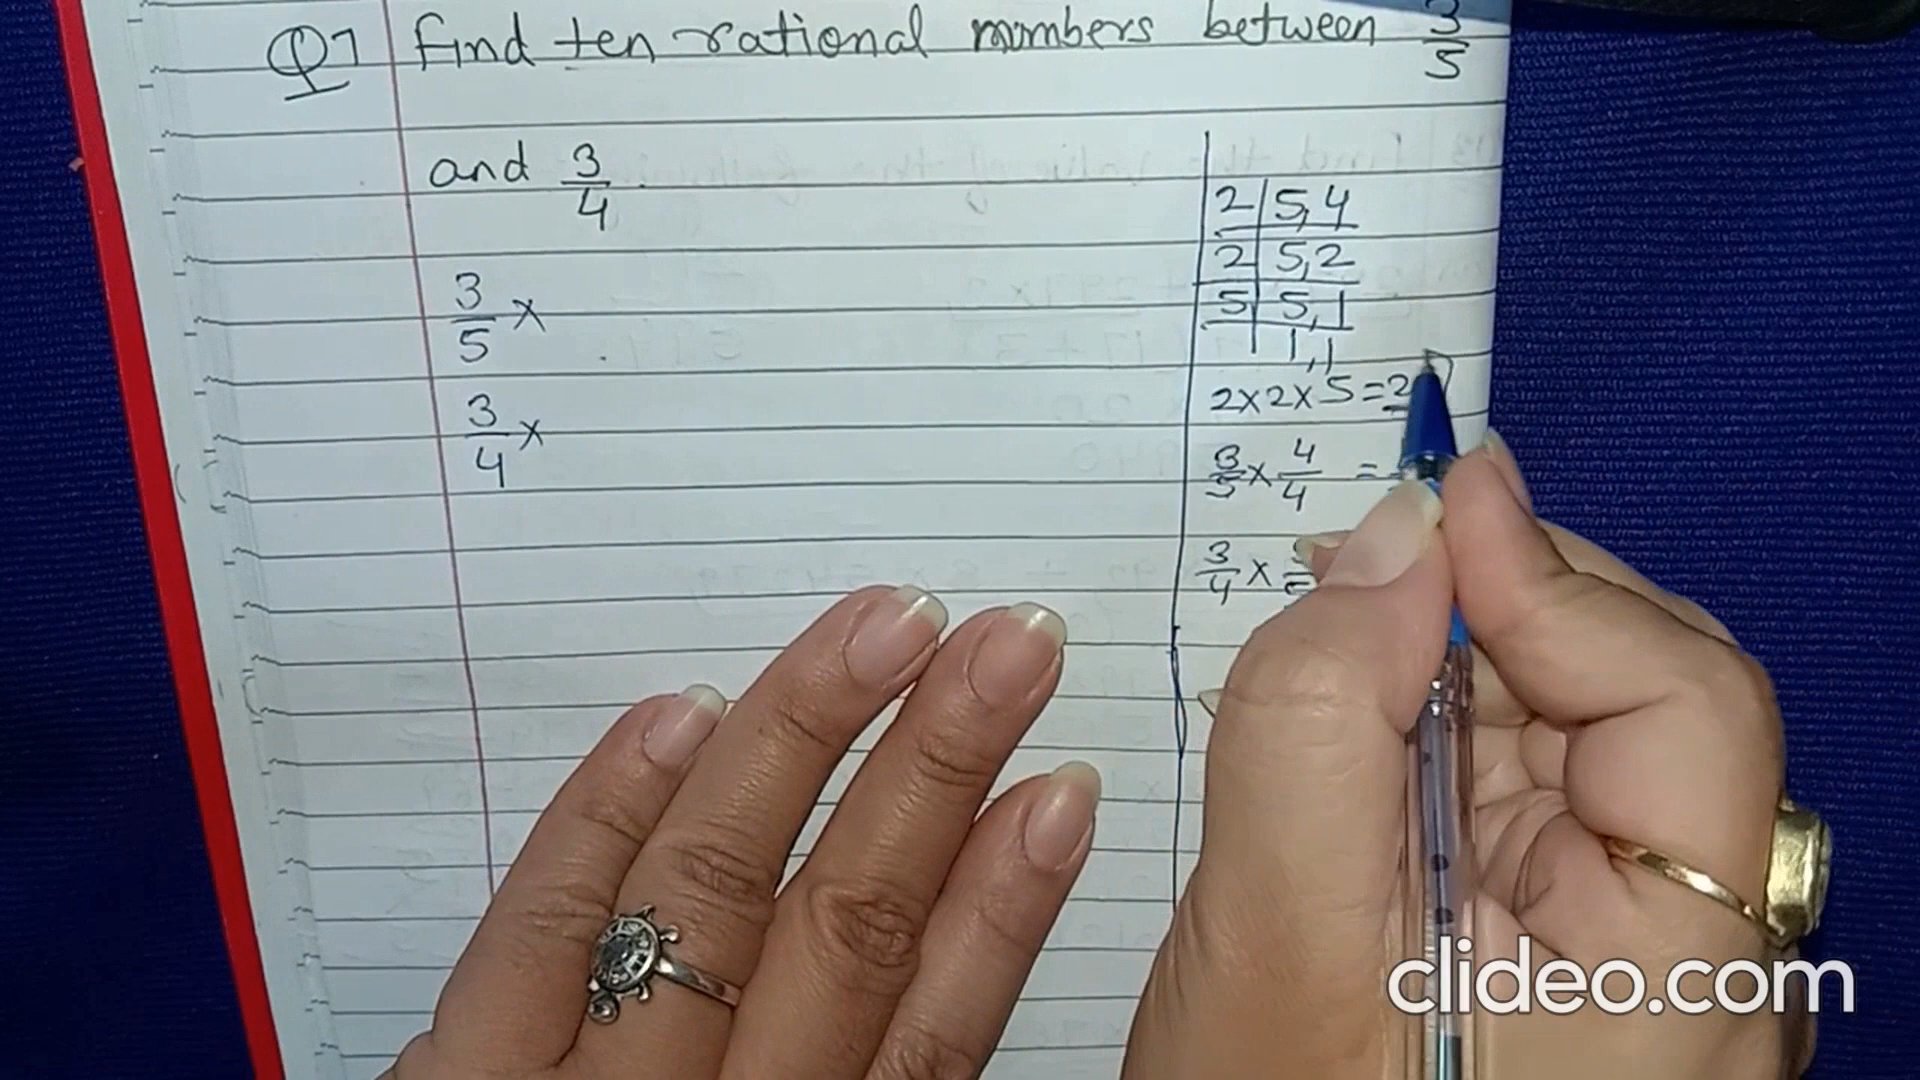 Q7 Find ten rational numbers between 3/5
and 3/4
3/5 ×
3/4 ×
2 | 5, 4
2 | 5, 2
5 | 5, 1
1, 1
2×2×5=2
3/5 × 4/4 =
3/4 ×
clideo.com